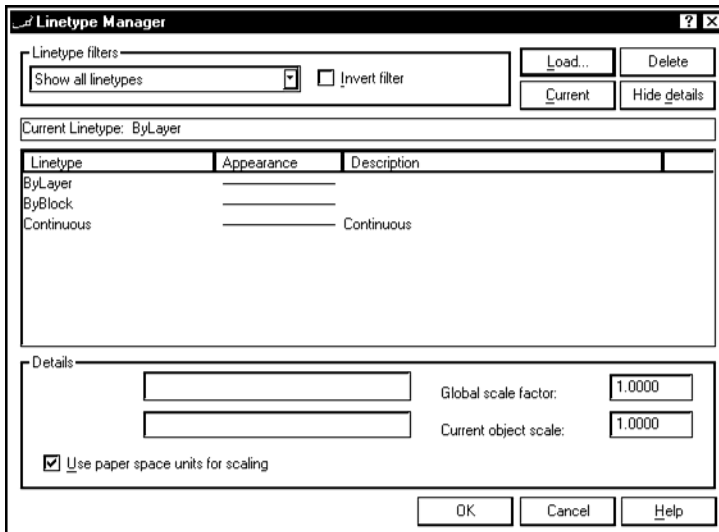 Linetype Manager
? X
Linetype filters
Show all linetypes
Invert filter
Load...
Delete
Current
Hide details
Current Linetype: ByLayer
Linetype Appearance Description
ByLayer
ByBlock
Continuous Continuous
Details
Global scale factor: 1.0000
Current object scale: 1.0000
Use paper space units for scaling
OK Cancel Help